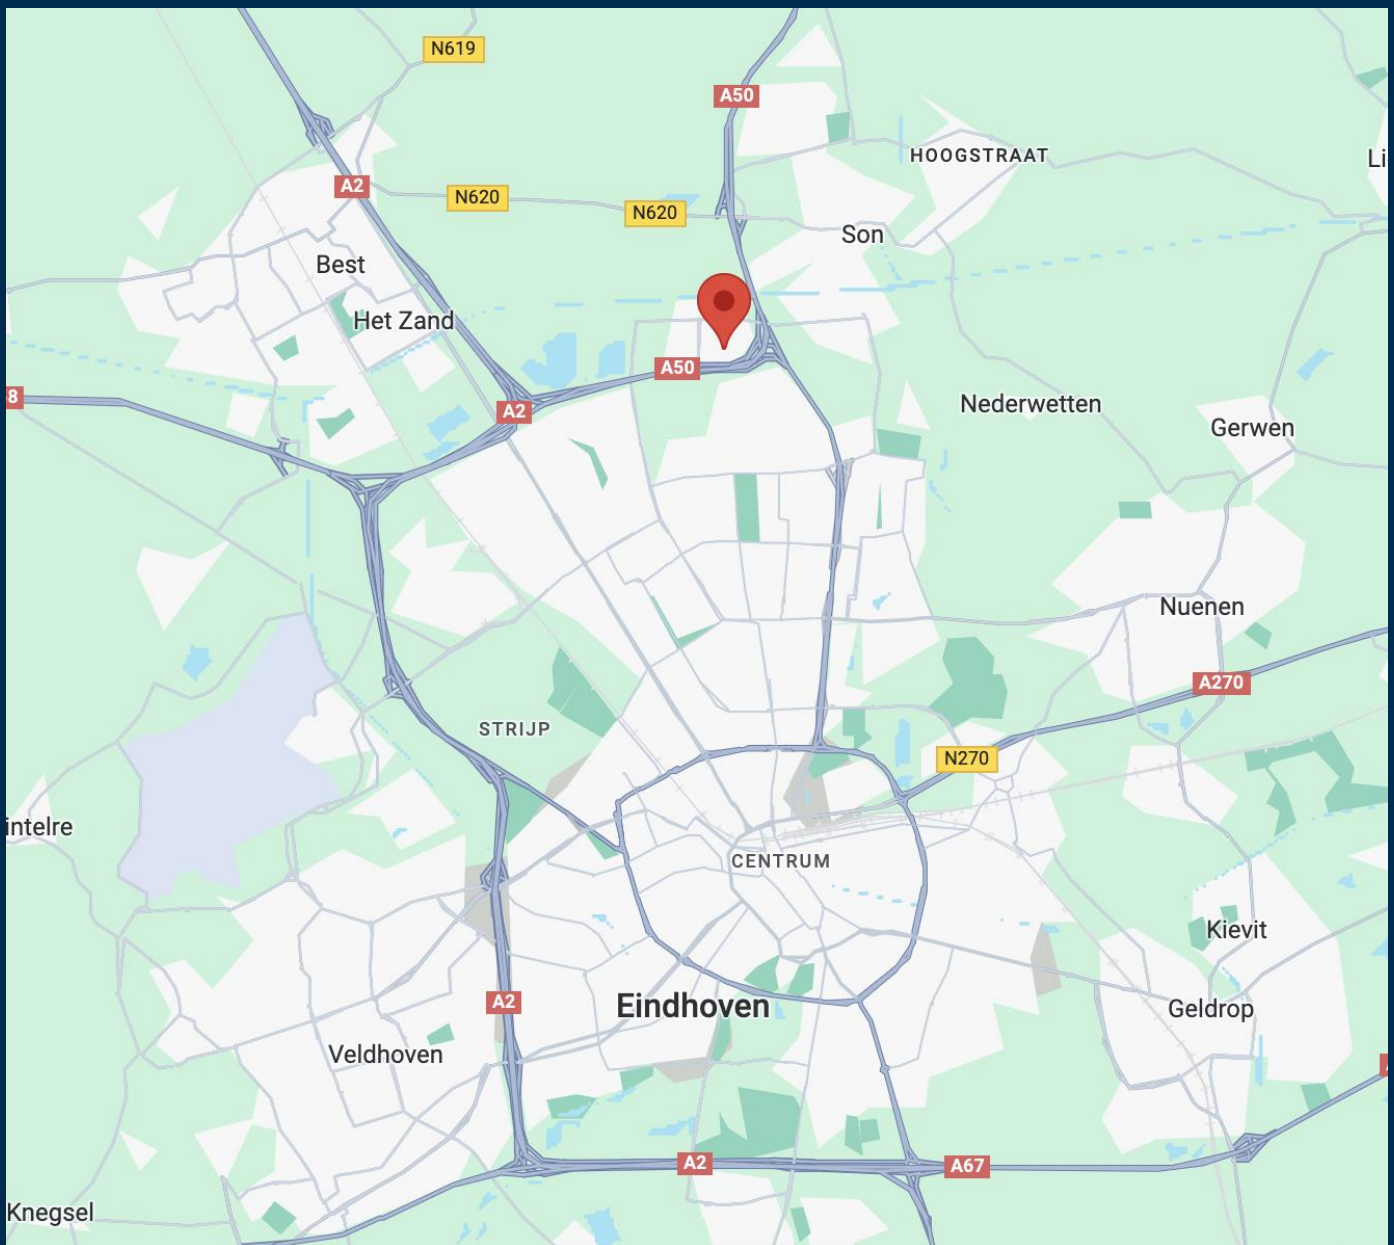 N619
A50
HOOGSTRAAT
Li
A2
N620
N620
Son
Best
Het Zand
A50
8
A2
Nederwetten
Gerwen
Nuenen
A270
STRIJP
N270
intelre
CENTRUM
Kievit
A2
Eindhoven
Geldrop
Veldhoven
A2
A67
Knegsel